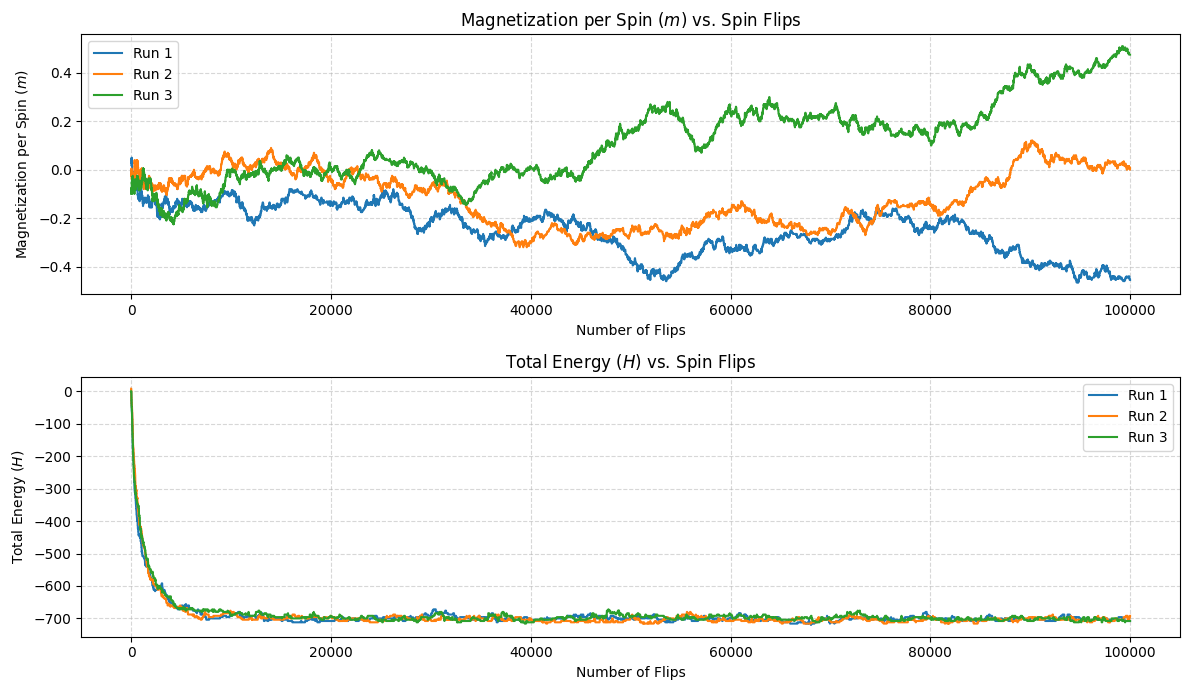 Magnetization per Spin (m) vs. Spin Flips
Magnetization per Spin (m)
0.4
0.2
0.0
−0.2
−0.4
Run 1
Run 2
Run 3
0 20000 40000 60000 80000 100000
Number of Flips
Total Energy (H) vs. Spin Flips
Total Energy (H)
0
−100
−200
−300
−400
−500
−600
−700
Run 1
Run 2
Run 3
0 20000 40000 60000 80000 100000
Number of Flips